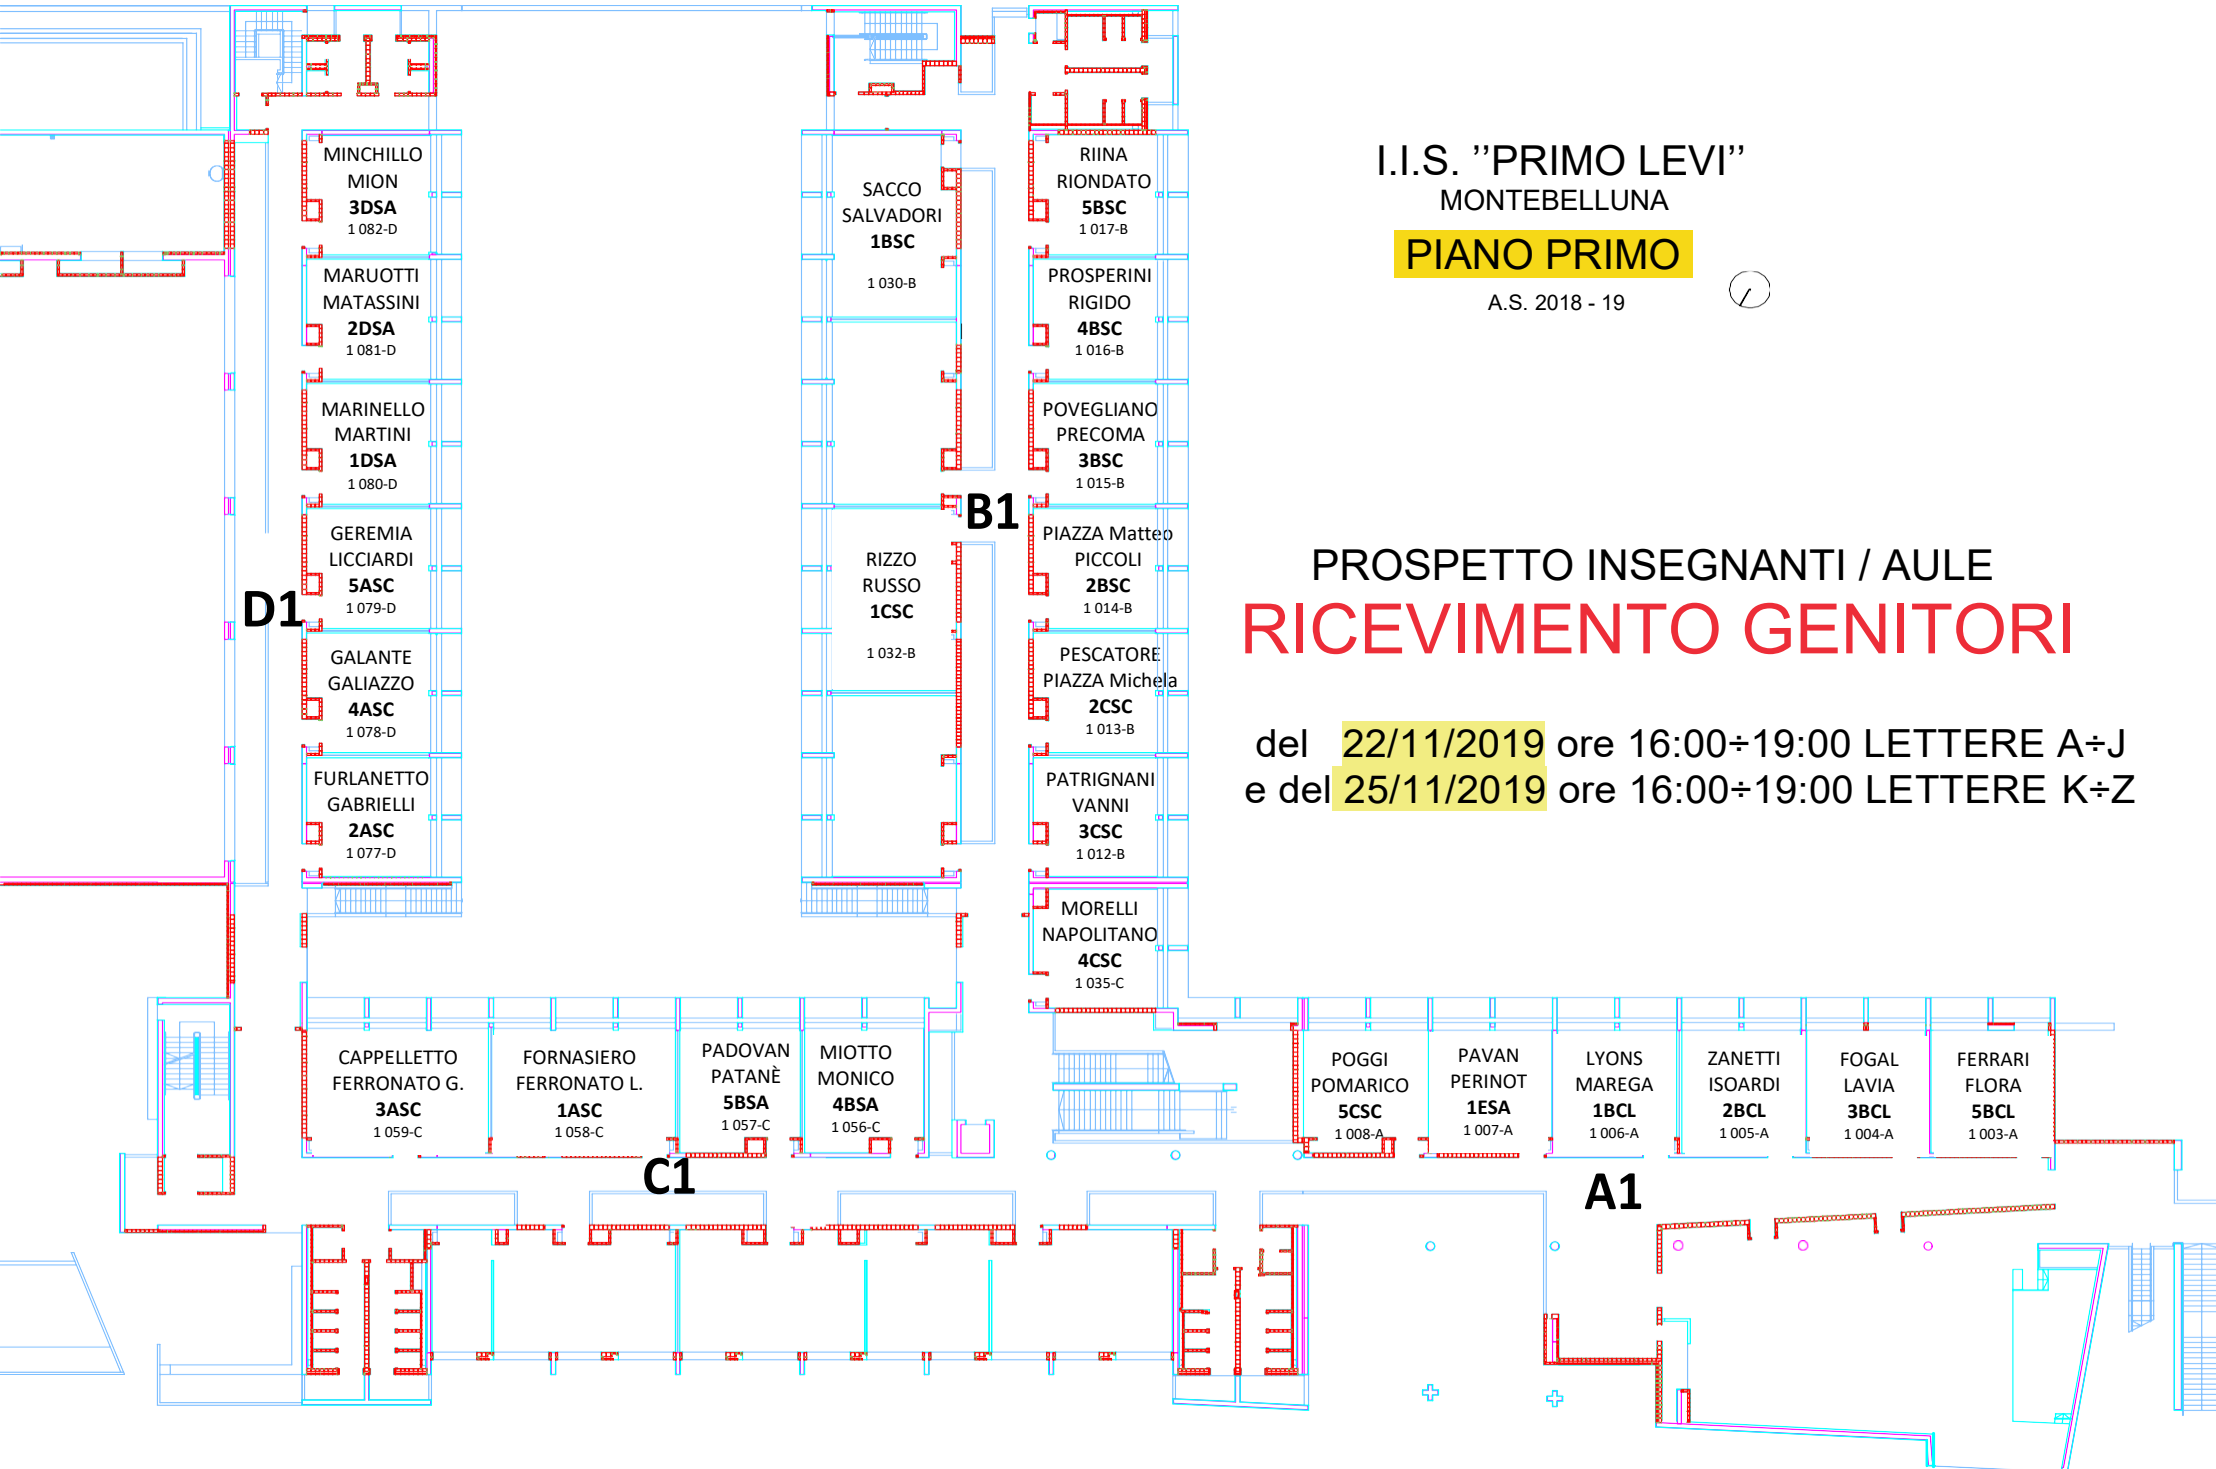 I.I.S. ’’PRIMO LEVI’’
MONTEBELLUNA
PIANO PRIMO
A.S. 2018 - 19
PROSPETTO INSEGNANTI / AULE
RICEVIMENTO GENITORI
del 22/11/2019 ore 16:00÷19:00 LETTERE A÷J
e del 25/11/2019 ore 16:00÷19:00 LETTERE K÷Z
D1
MINCHILLO
MION
3DSA
1 082-D
MARUOTTI
MATASSINI
2DSA
1 081-D
MARINELLO
MARTINI
1DSA
1 080-D
GEREMIA
LICCIARDI
5ASC
1 079-D
GALANTE
GALIAZZO
4ASC
1 078-D
FURLANETTO
GABRIELLI
2ASC
1 077-D
B1
SACCO
SALVADORI
1BSC
1 030-B
RIZZO
RUSSO
1CSC
1 032-B
RIINA
RIONDATO
5BSC
1 017-B
PROSPERINI
RIGIDO
4BSC
1 016-B
POVEGLIANO
PRECOMA
3BSC
1 015-B
PIAZZA Matteo
PICCOLI
2BSC
1 014-B
PESCATORE
PIAZZA Michela
2CSC
1 013-B
PATRIGNANI
VANNI
3CSC
1 012-B
MORELLI
NAPOLITANO
4CSC
1 035-C
CAPPELLETTO
FERRONATO G.
3ASC
1 059-C
FORNASIERO
FERRONATO L.
1ASC
1 058-C
PADOVAN
PATANÈ
5BSA
1 057-C
MIOTTO
MONICO
4BSA
1 056-C
C1
POGGI
POMARICO
5CSC
1 008-A
PAVAN
PERINOT
1ESA
1 007-A
LYONS
MAREGA
1BCL
1 006-A
ZANETTI
ISOARDI
2BCL
1 005-A
FOGAL
LAVIA
3BCL
1 004-A
FERRARI
FLORA
5BCL
1 003-A
A1